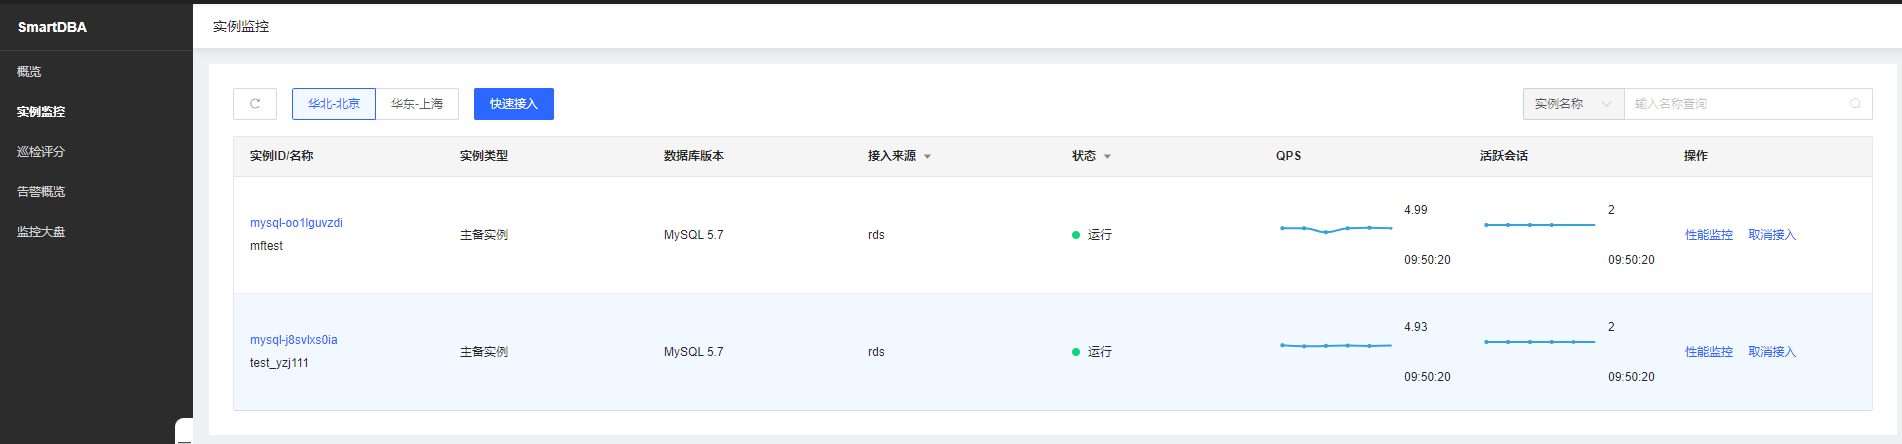 SmartDBA
概览
实例监控
巡检评分
告警概览
监控大盘
实例监控
华北-北京
华东-上海
快速接入
实例名称
输入名称查询
实例ID/名称 实例类型 数据库版本 接入来源 状态 QPS 活跃会话 操作
mysql-oo1lguvzdi
mftest
主备实例
MySQL 5.7
rds
运行
4.99
09:50:20
2
09:50:20
性能监控 取消接入
mysql-j8svlxs0ia
test_yzj111
主备实例
MySQL 5.7
rds
运行
4.93
09:50:20
2
09:50:20
性能监控 取消接入